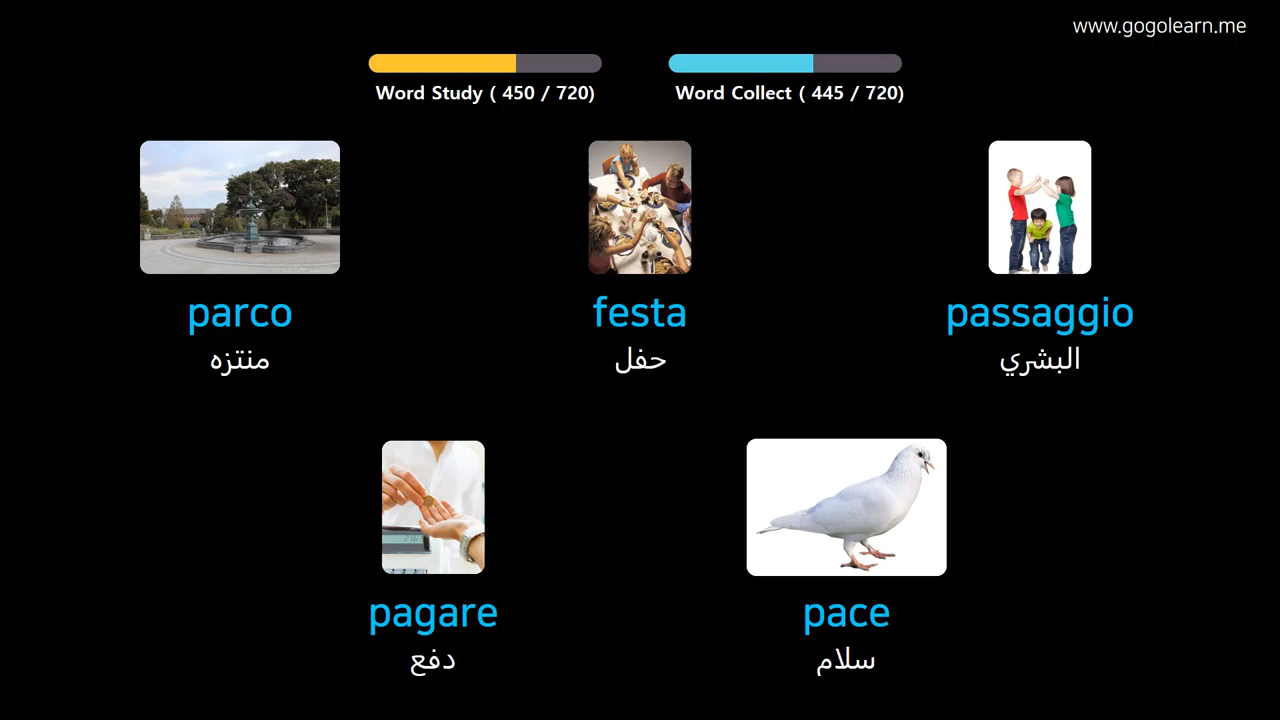 www.gogolearn.me
Word Study ( 450 / 720)
Word Collect ( 445 / 720)
parco
منتزه
festa
حفل
passaggio
البشري
pagare
دفع
pace
سلام